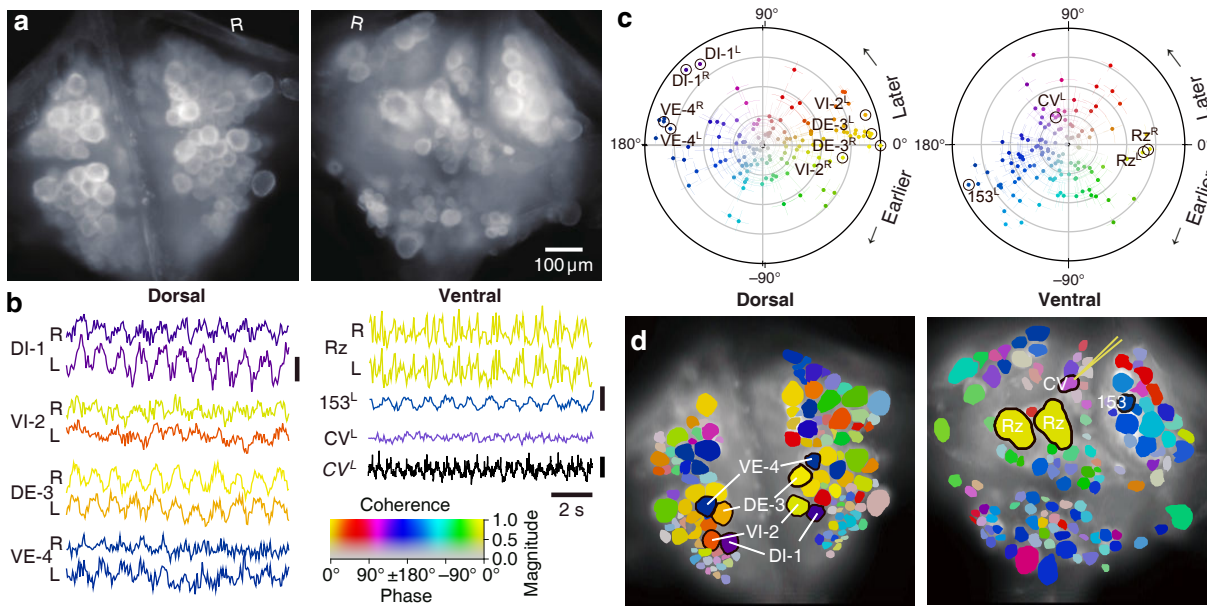 a
R
R
100 µm
Dorsal
Ventral
b
DI-1
R
L
VI-2
R
L
DE-3
R
L
VE-4
R
L
Rz
R
L
153ᴸ
CVᴸ
CVᴸ
2 s
Coherence
1.0
0.5
0.0
Magnitude
0° 90° ±180° −90° 0°
Phase
c
90°
DI-1ᴸ
DI-1ᴿ
VE-4ᴿ
VE-4ᴸ
180°
VI-2ᴸ
DE-3ᴸ
DE-3ᴿ
VI-2ᴿ
0°
Later
Earlier
−90°
Dorsal
90°
CVᴸ
Rzᴿ
Rzᴸ
180°
0°
153ᴸ
Later
Earlier
−90°
Ventral
d
VE-4
DE-3
VI-2
DI-1
CV
153
Rz
Rz